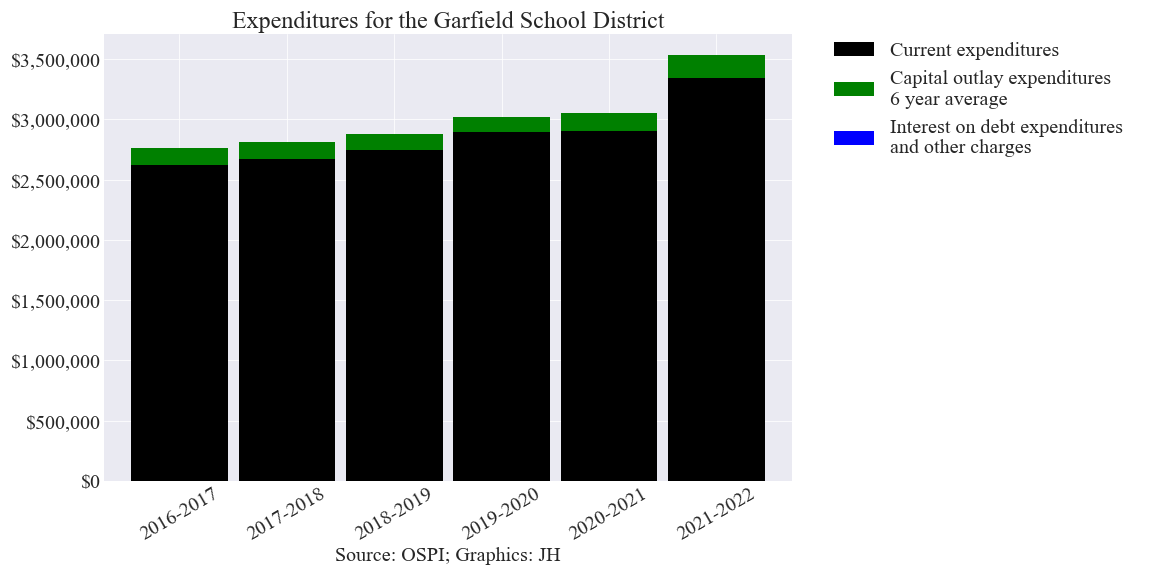 Expenditures for the Garfield School District
$3,500,000
$3,000,000
$2,500,000
$2,000,000
$1,500,000
$1,000,000
$500,000
$0
2016-2017
2017-2018
2018-2019
2019-2020
2020-2021
2021-2022
Source: OSPI; Graphics: JH
Current expenditures
Capital outlay expenditures
6 year average
Interest on debt expenditures
and other charges